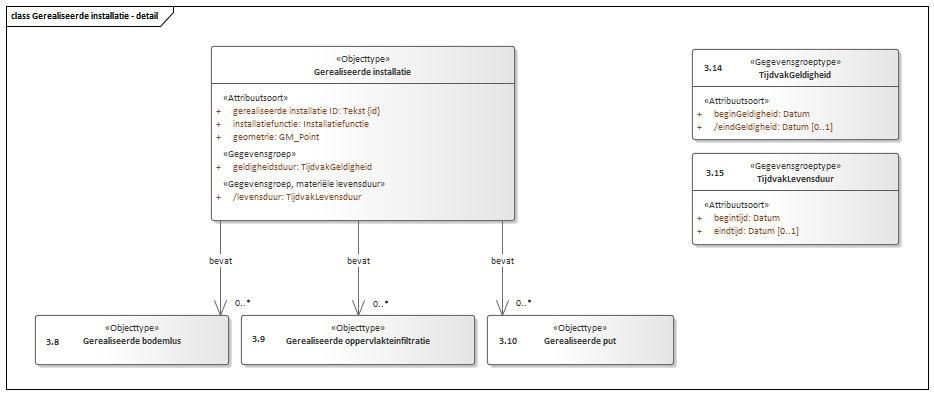 class Gerealiseerde installatie - detail
«Objecttype»
Gerealiseerde installatie
«Attribuutsoort»
+ gerealiseerde installatie ID: Tekst {id}
+ installatiefunctie: Installatiefunctie
+ geometrie: GM_Point
«Gegevensgroep»
+ geldigheidsduur: TijdvakGeldigheid
«Gegevensgroep, materiële levensduur»
+ /levensduur: TijdvakLevensduur
3.14
«Gegevensgroeptype»
TijdvakGeldigheid
«Attribuutsoort»
+ beginGeldigheid: Datum
+ /eindGeldigheid: Datum [0..1]
3.15
«Gegevensgroeptype»
TijdvakLevensduur
«Attribuutsoort»
+ begintijd: Datum
+ eindtijd: Datum [0..1]
bevat
bevat
bevat
0..*
0..*
0..*
«Objecttype»
3.8 Gerealiseerde bodemlus
«Objecttype»
3.9 Gerealiseerde oppervlakteinfiltratie
«Objecttype»
3.10 Gerealiseerde put